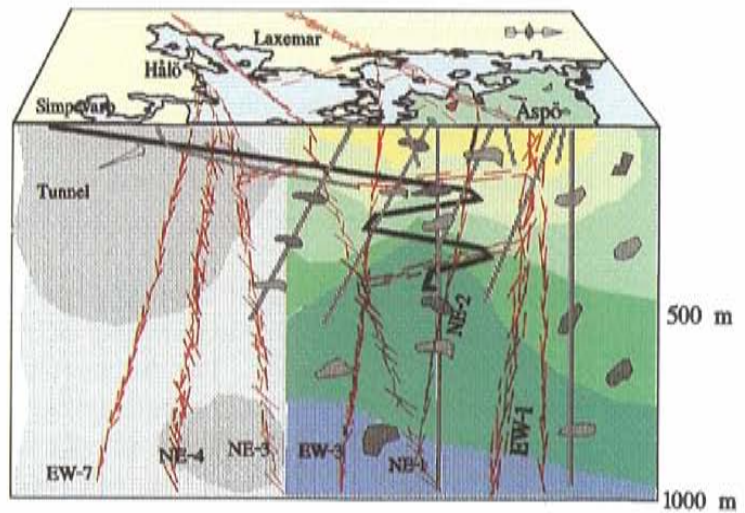 Laxemar
Hålö
Simpevarp
Äspö
Tunnel
500 m
NE-2
EW-1
EW-7
NE-4
NE-3
EW-3
NE-1
1000 m